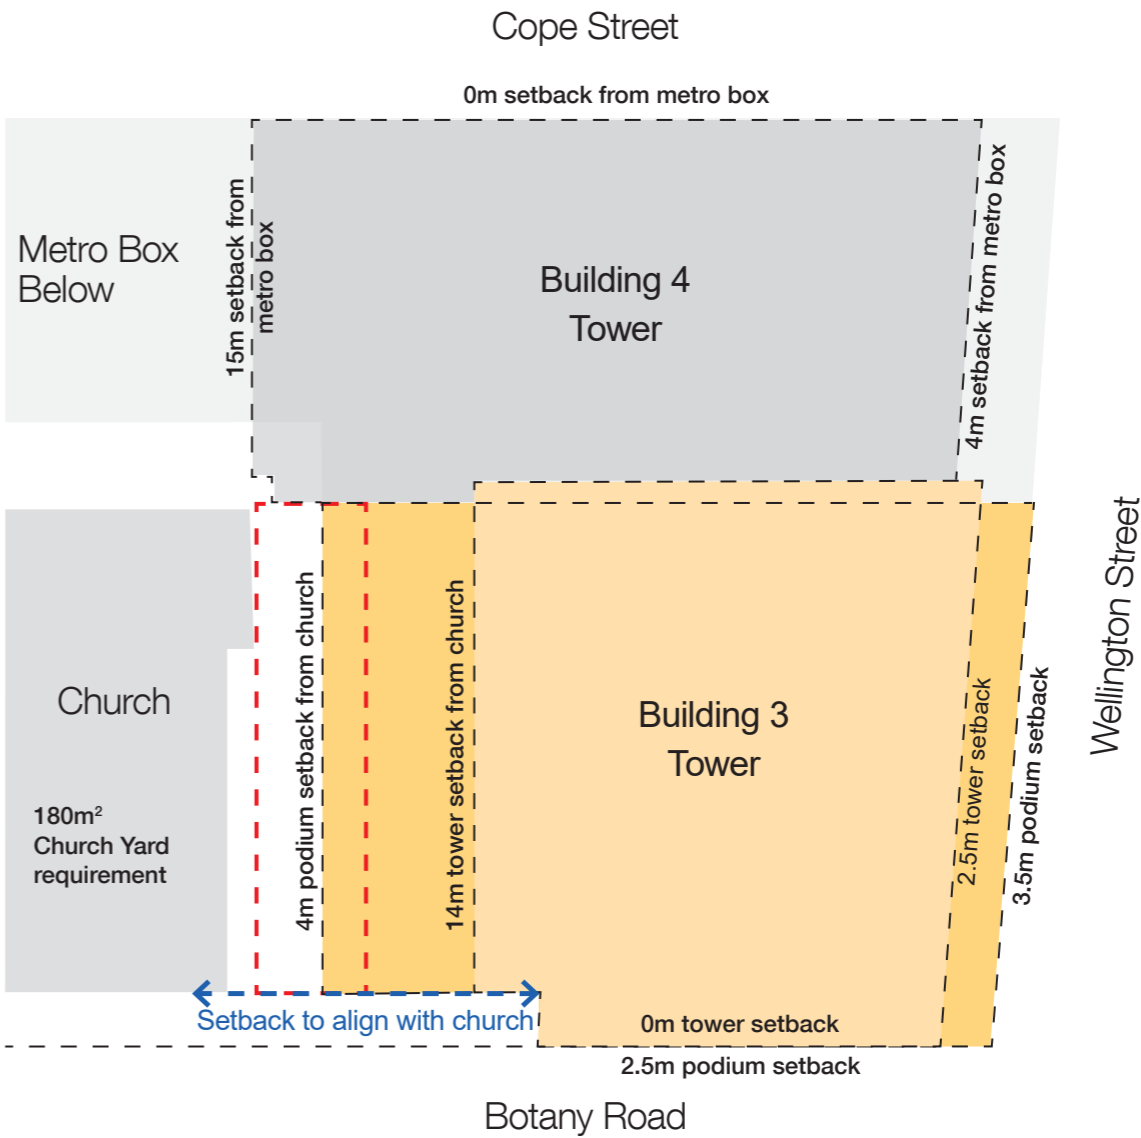 Cope Street
0m setback from metro box
15m setback from
metro box
4m setback from metro box
Metro Box
Below
Building 4
Tower
Wellington Street
Church
180m²
Church Yard
requirement
4m podium setback from church
14m tower setback from church
Building 3
Tower
2.5m tower setback
3.5m podium setback
Setback to align with church
0m tower setback
2.5m podium setback
Botany Road